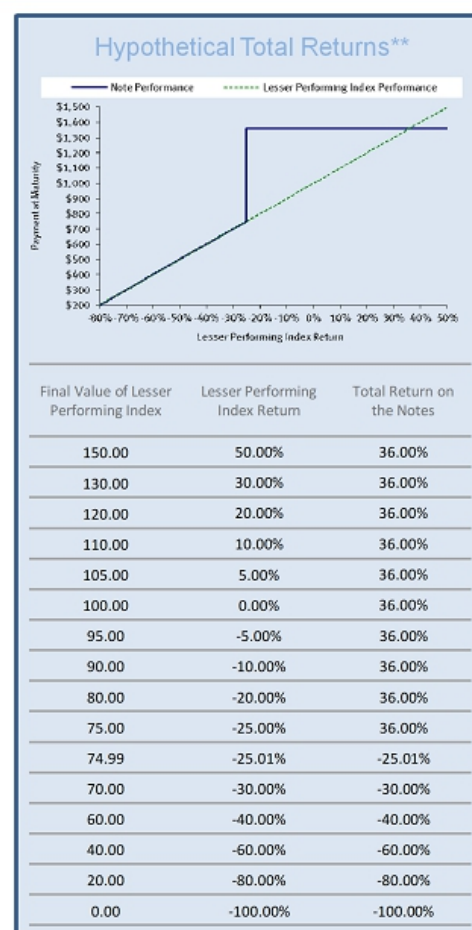 Hypothetical Total Returns**
Note Performance Lesser Performing Index Performance
$1,500
$1,400
$1,300
$1,200
$1,100
$1,000
$900
$800
$700
$600
$500
$400
$300
$200
Payment at Maturity
-80% -70% -60% -50% -40% -30% -20% -10% 0% 10% 20% 30% 40% 50%
Lesser Performing Index Return
Final Value of Lesser Lesser Performing Total Return on
Performing Index Index Return the Notes
150.00 50.00% 36.00%
130.00 30.00% 36.00%
120.00 20.00% 36.00%
110.00 10.00% 36.00%
105.00 5.00% 36.00%
100.00 0.00% 36.00%
95.00 -5.00% 36.00%
90.00 -10.00% 36.00%
80.00 -20.00% 36.00%
75.00 -25.00% 36.00%
74.99 -25.01% -25.01%
70.00 -30.00% -30.00%
60.00 -40.00% -40.00%
40.00 -60.00% -60.00%
20.00 -80.00% -80.00%
0.00 -100.00% -100.00%